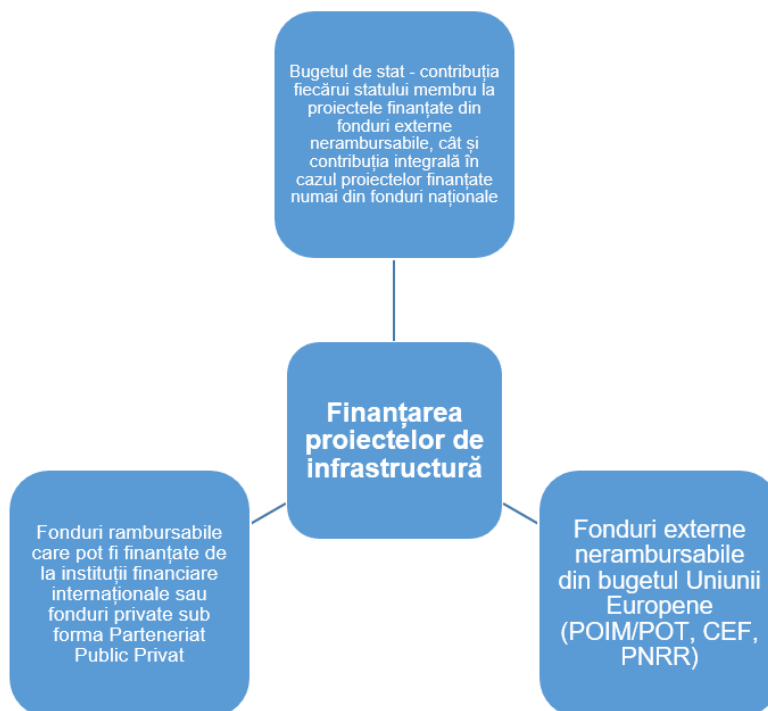 Bugetul de stat - contribuția
fiecărui statului membru la
proiectele finanțate din
fonduri externe
nerambursabile, cât și
contribuția integrală în
cazul proiectelor finanțate
numai din fonduri naționale
Finanțarea
proiectelor de
infrastructură
Fonduri rambursabile
care pot fi finanțate de
la instituții financiare
internaționale sau
fonduri private sub
forma Parteneriat
Public Privat
Fonduri externe
nerambursabile
din bugetul Uniunii
Europene
(POIM/POT, CEF,
PNRR)